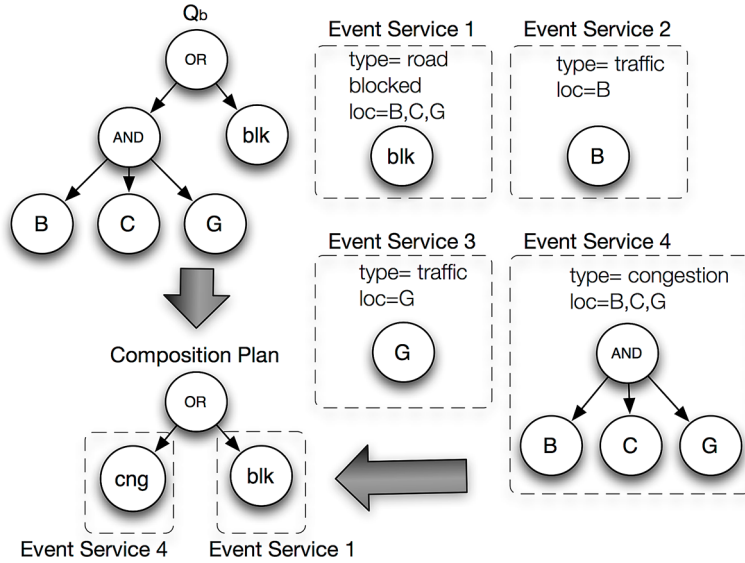 Qb
OR
AND
blk
B
C
G
Event Service 1
type= road
blocked
loc=B,C,G
blk
Event Service 2
type= traffic
loc=B
B
Event Service 3
type= traffic
loc=G
G
Event Service 4
type= congestion
loc=B,C,G
AND
B
C
G
Composition Plan
OR
cng
blk
Event Service 4
Event Service 1